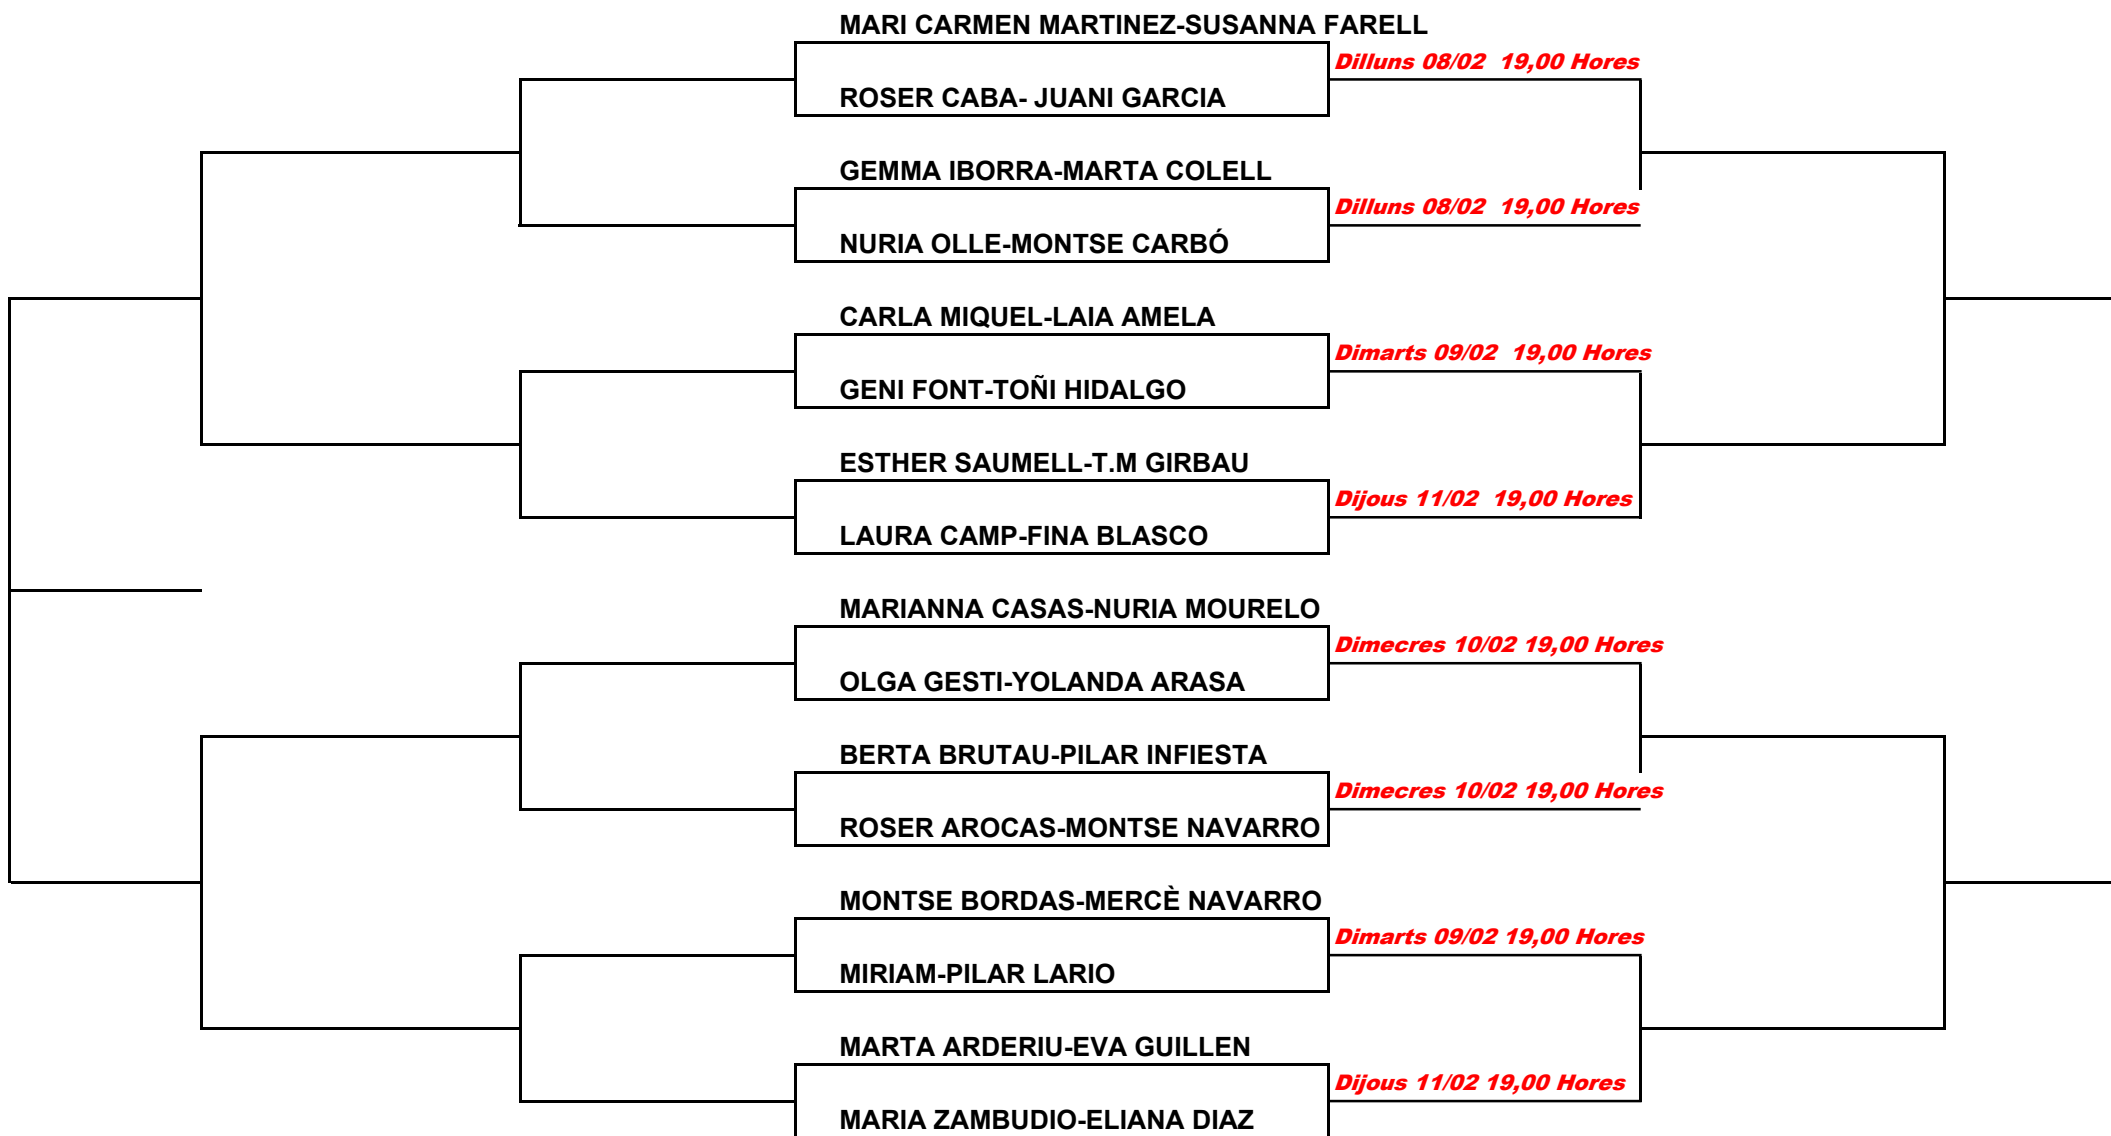 MARI CARMEN MARTINEZ-SUSANNA FARELL
Dilluns 08/02  19,00 Hores
ROSER CABA- JUANI GARCIA
GEMMA IBORRA-MARTA COLELL
Dilluns 08/02  19,00 Hores
NURIA OLLE-MONTSE CARBÓ
CARLA MIQUEL-LAIA AMELA
Dimarts 09/02  19,00 Hores
GENI FONT-TOÑI HIDALGO
ESTHER SAUMELL-T.M GIRBAU
Dijous 11/02  19,00 Hores
LAURA CAMP-FINA BLASCO
MARIANNA CASAS-NURIA MOURELO
Dimecres 10/02 19,00 Hores
OLGA GESTI-YOLANDA ARASA
BERTA BRUTAU-PILAR INFIESTA
Dimecres 10/02 19,00 Hores
ROSER AROCAS-MONTSE NAVARRO
MONTSE BORDAS-MERCÈ NAVARRO
Dimarts 09/02 19,00 Hores
MIRIAM-PILAR LARIO
MARTA ARDERIU-EVA GUILLEN
Dijous 11/02 19,00 Hores
MARIA ZAMBUDIO-ELIANA DIAZ